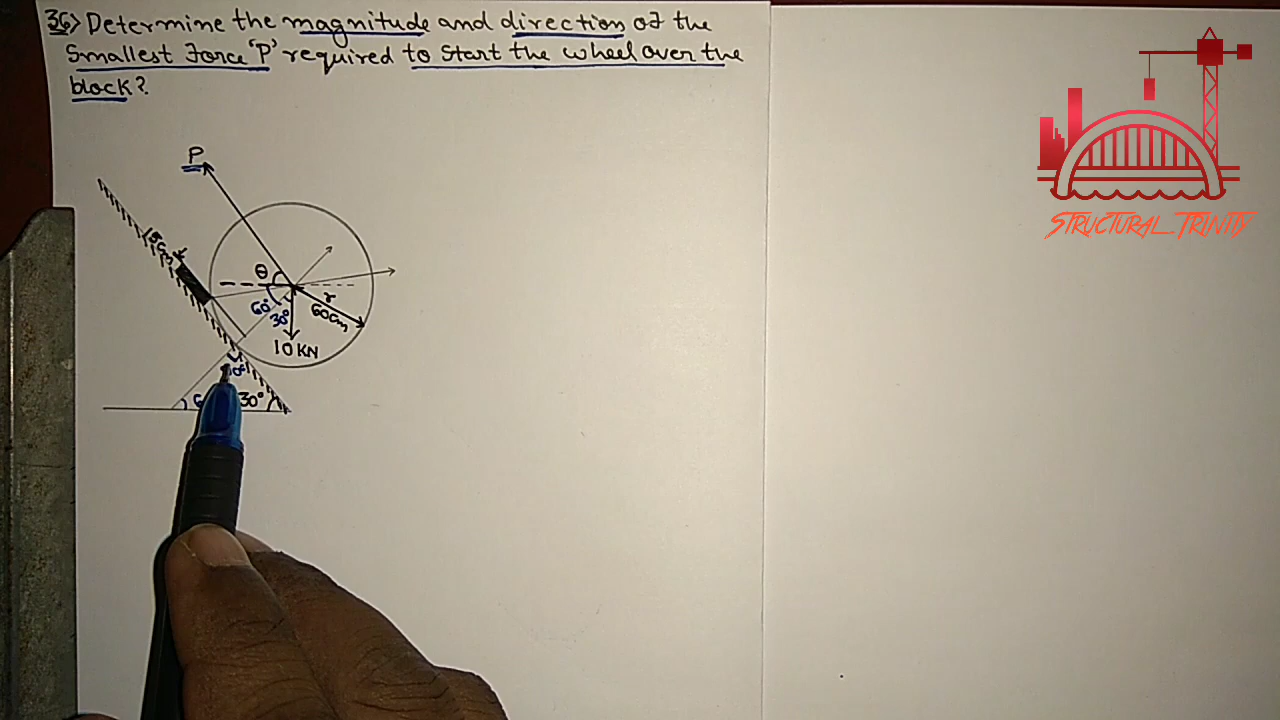 36> Determine the magnitude and direction of the
Smallest Force 'P' required to start the wheel over the
block?
P
θ
r
60cm
60°
30°
10 KN
30°
STRUCTURAL_TRINITY